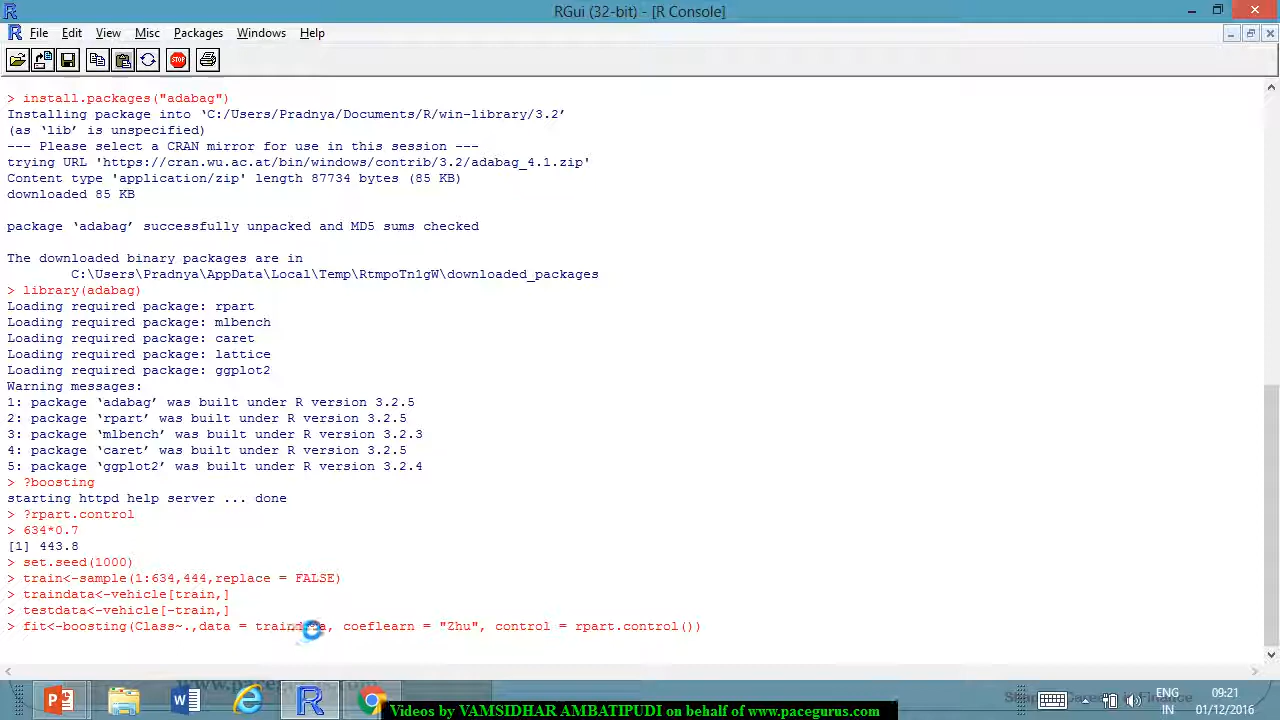 RGui (32-bit) - [R Console]
File Edit View Misc Packages Windows Help
STOP
> install.packages("adabag")
Installing package into ‘C:/Users/Pradnya/Documents/R/win-library/3.2’
(as ‘lib’ is unspecified)
--- Please select a CRAN mirror for use in this session ---
trying URL 'https://cran.wu.ac.at/bin/windows/contrib/3.2/adabag_4.1.zip'
Content type 'application/zip' length 87734 bytes (85 KB)
downloaded 85 KB
package ‘adabag’ successfully unpacked and MD5 sums checked
The downloaded binary packages are in
C:\Users\Pradnya\AppData\Local\Temp\RtmpoTn1gW\downloaded_packages
> library(adabag)
Loading required package: rpart
Loading required package: mlbench
Loading required package: caret
Loading required package: lattice
Loading required package: ggplot2
Warning messages:
1: package ‘adabag’ was built under R version 3.2.5
2: package ‘rpart’ was built under R version 3.2.5
3: package ‘mlbench’ was built under R version 3.2.3
4: package ‘caret’ was built under R version 3.2.5
5: package ‘ggplot2’ was built under R version 3.2.4
> ?boosting
starting httpd help server ... done
> ?rpart.control
> 634*0.7
[1] 443.8
> set.seed(1000)
> train<-sample(1:634,444,replace = FALSE)
> traindata<-vehicle[train,]
> testdata<-vehicle[-train,]
> fit<-boosting(Class~.,data = traindata, coeflearn = "Zhu", control = rpart.control())
ENG 09:21
IN 01/12/2016
Videos by VAMSIDHAR AMBATIPUDI on behalf of www.pacegurus.com